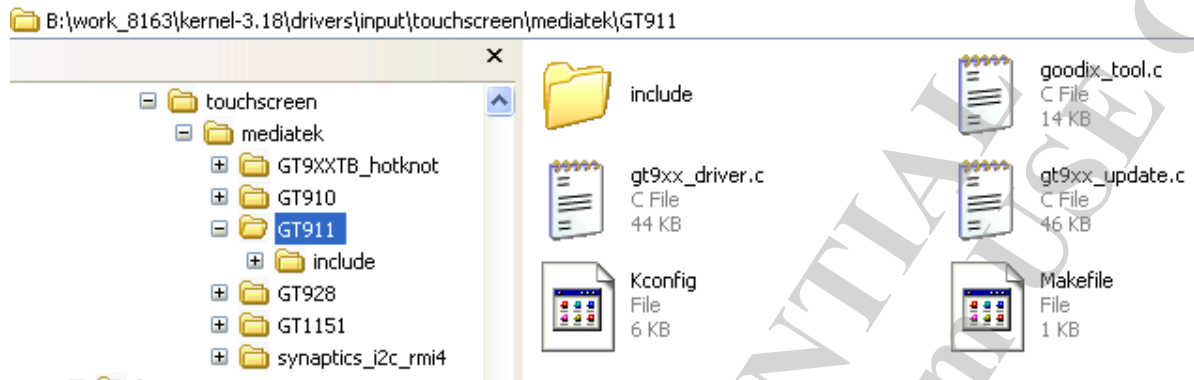 B:\work_8163\kernel-3.18\drivers\input\touchscreen\mediatek\GT911
touchscreen
mediatek
GT9XXTB_hotknot
GT910
GT911
include
GT928
GT1151
synaptics_i2c_rmi4
include
goodix_tool.c
C File
14 KB
gt9xx_driver.c
C File
44 KB
gt9xx_update.c
C File
46 KB
Kconfig
File
6 KB
Makefile
File
1 KB